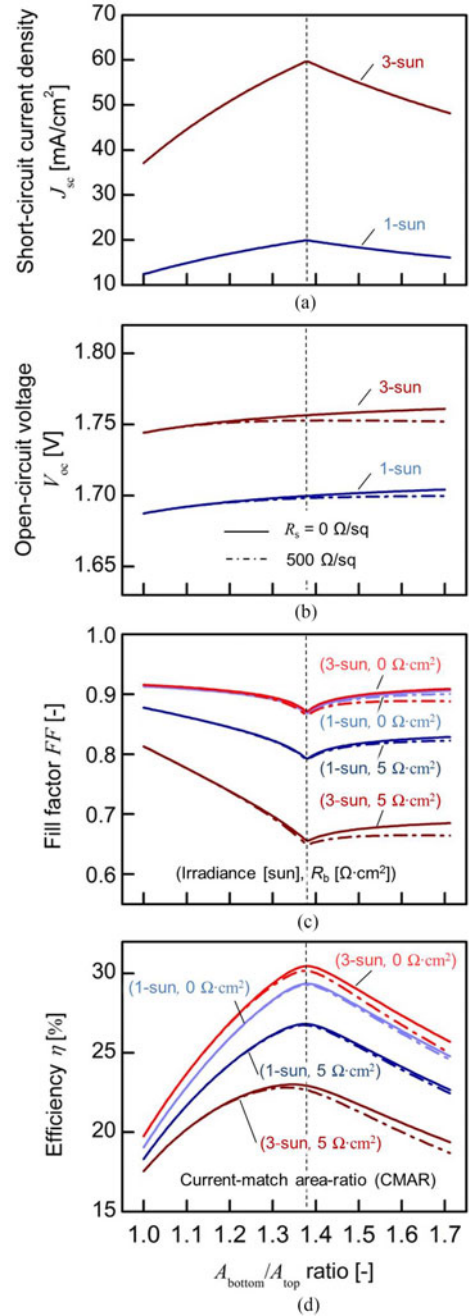 70
60
50
40
30
20
10
Short-circuit current density
Jsc [mA/cm²]
3-sun
1-sun
(a)
1.80
1.75
1.70
1.65
Open-circuit voltage
Voc [V]
3-sun
1-sun
Rs = 0 Ω/sq
500 Ω/sq
(b)
1.0
0.9
0.8
0.7
0.6
Fill factor FF [-]
(3-sun, 0 Ω·cm²)
(1-sun, 0 Ω·cm²)
(1-sun, 5 Ω·cm²)
(3-sun, 5 Ω·cm²)
(Irradiance [sun], Rb [Ω·cm²])
(c)
30
25
20
15
Efficiency η [%]
(3-sun, 0 Ω·cm²)
(1-sun, 0 Ω·cm²)
(1-sun, 5 Ω·cm²)
(3-sun, 5 Ω·cm²)
Current-match area-ratio (CMAR)
1.0 1.1 1.2 1.3 1.4 1.5 1.6 1.7
Abottom/Atop ratio [-]
(d)